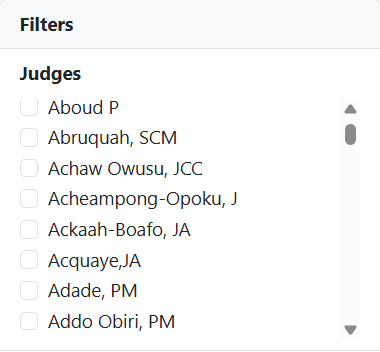 Filters
Judges
Aboud P
Abruquah, SCM
Achaw Owusu, JCC
Acheampong-Opoku, J
Ackaah-Boafo, JA
Acquaye,JA
Adade, PM
Addo Obiri, PM